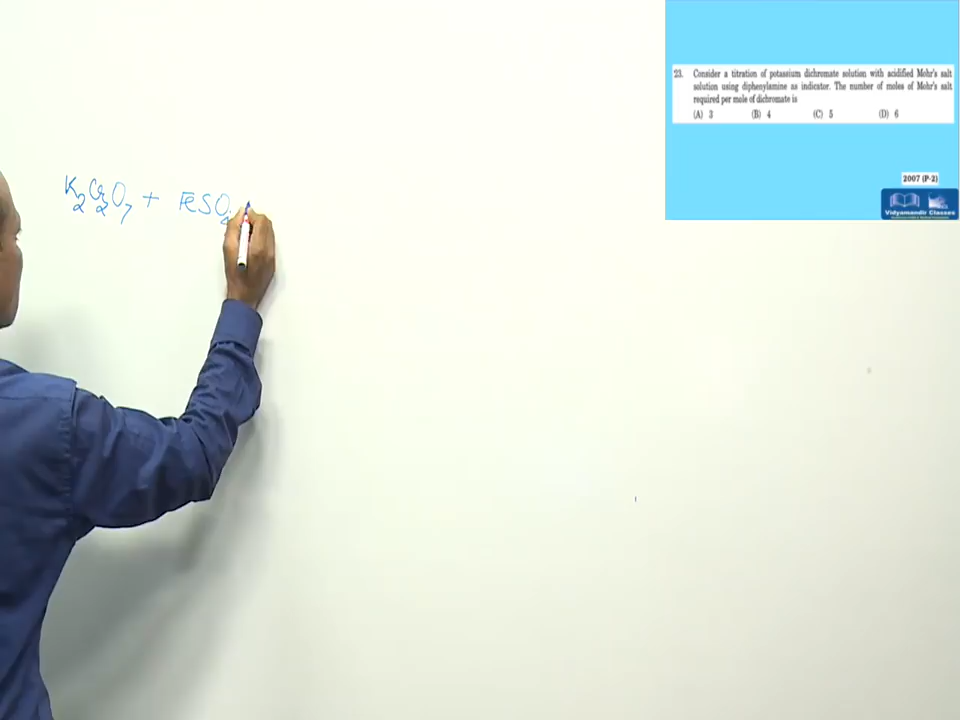 K2Cr2O7 + FeSO4
23. Consider a titration of potassium dichromate solution with acidified Mohr's salt
solution using diphenylamine as indicator. The number of moles of Mohr's salt
required per mole of dichromate is
(A) 3 (B) 4 (C) 5 (D) 6
2007 (P-2)
Vidyamandir Classes